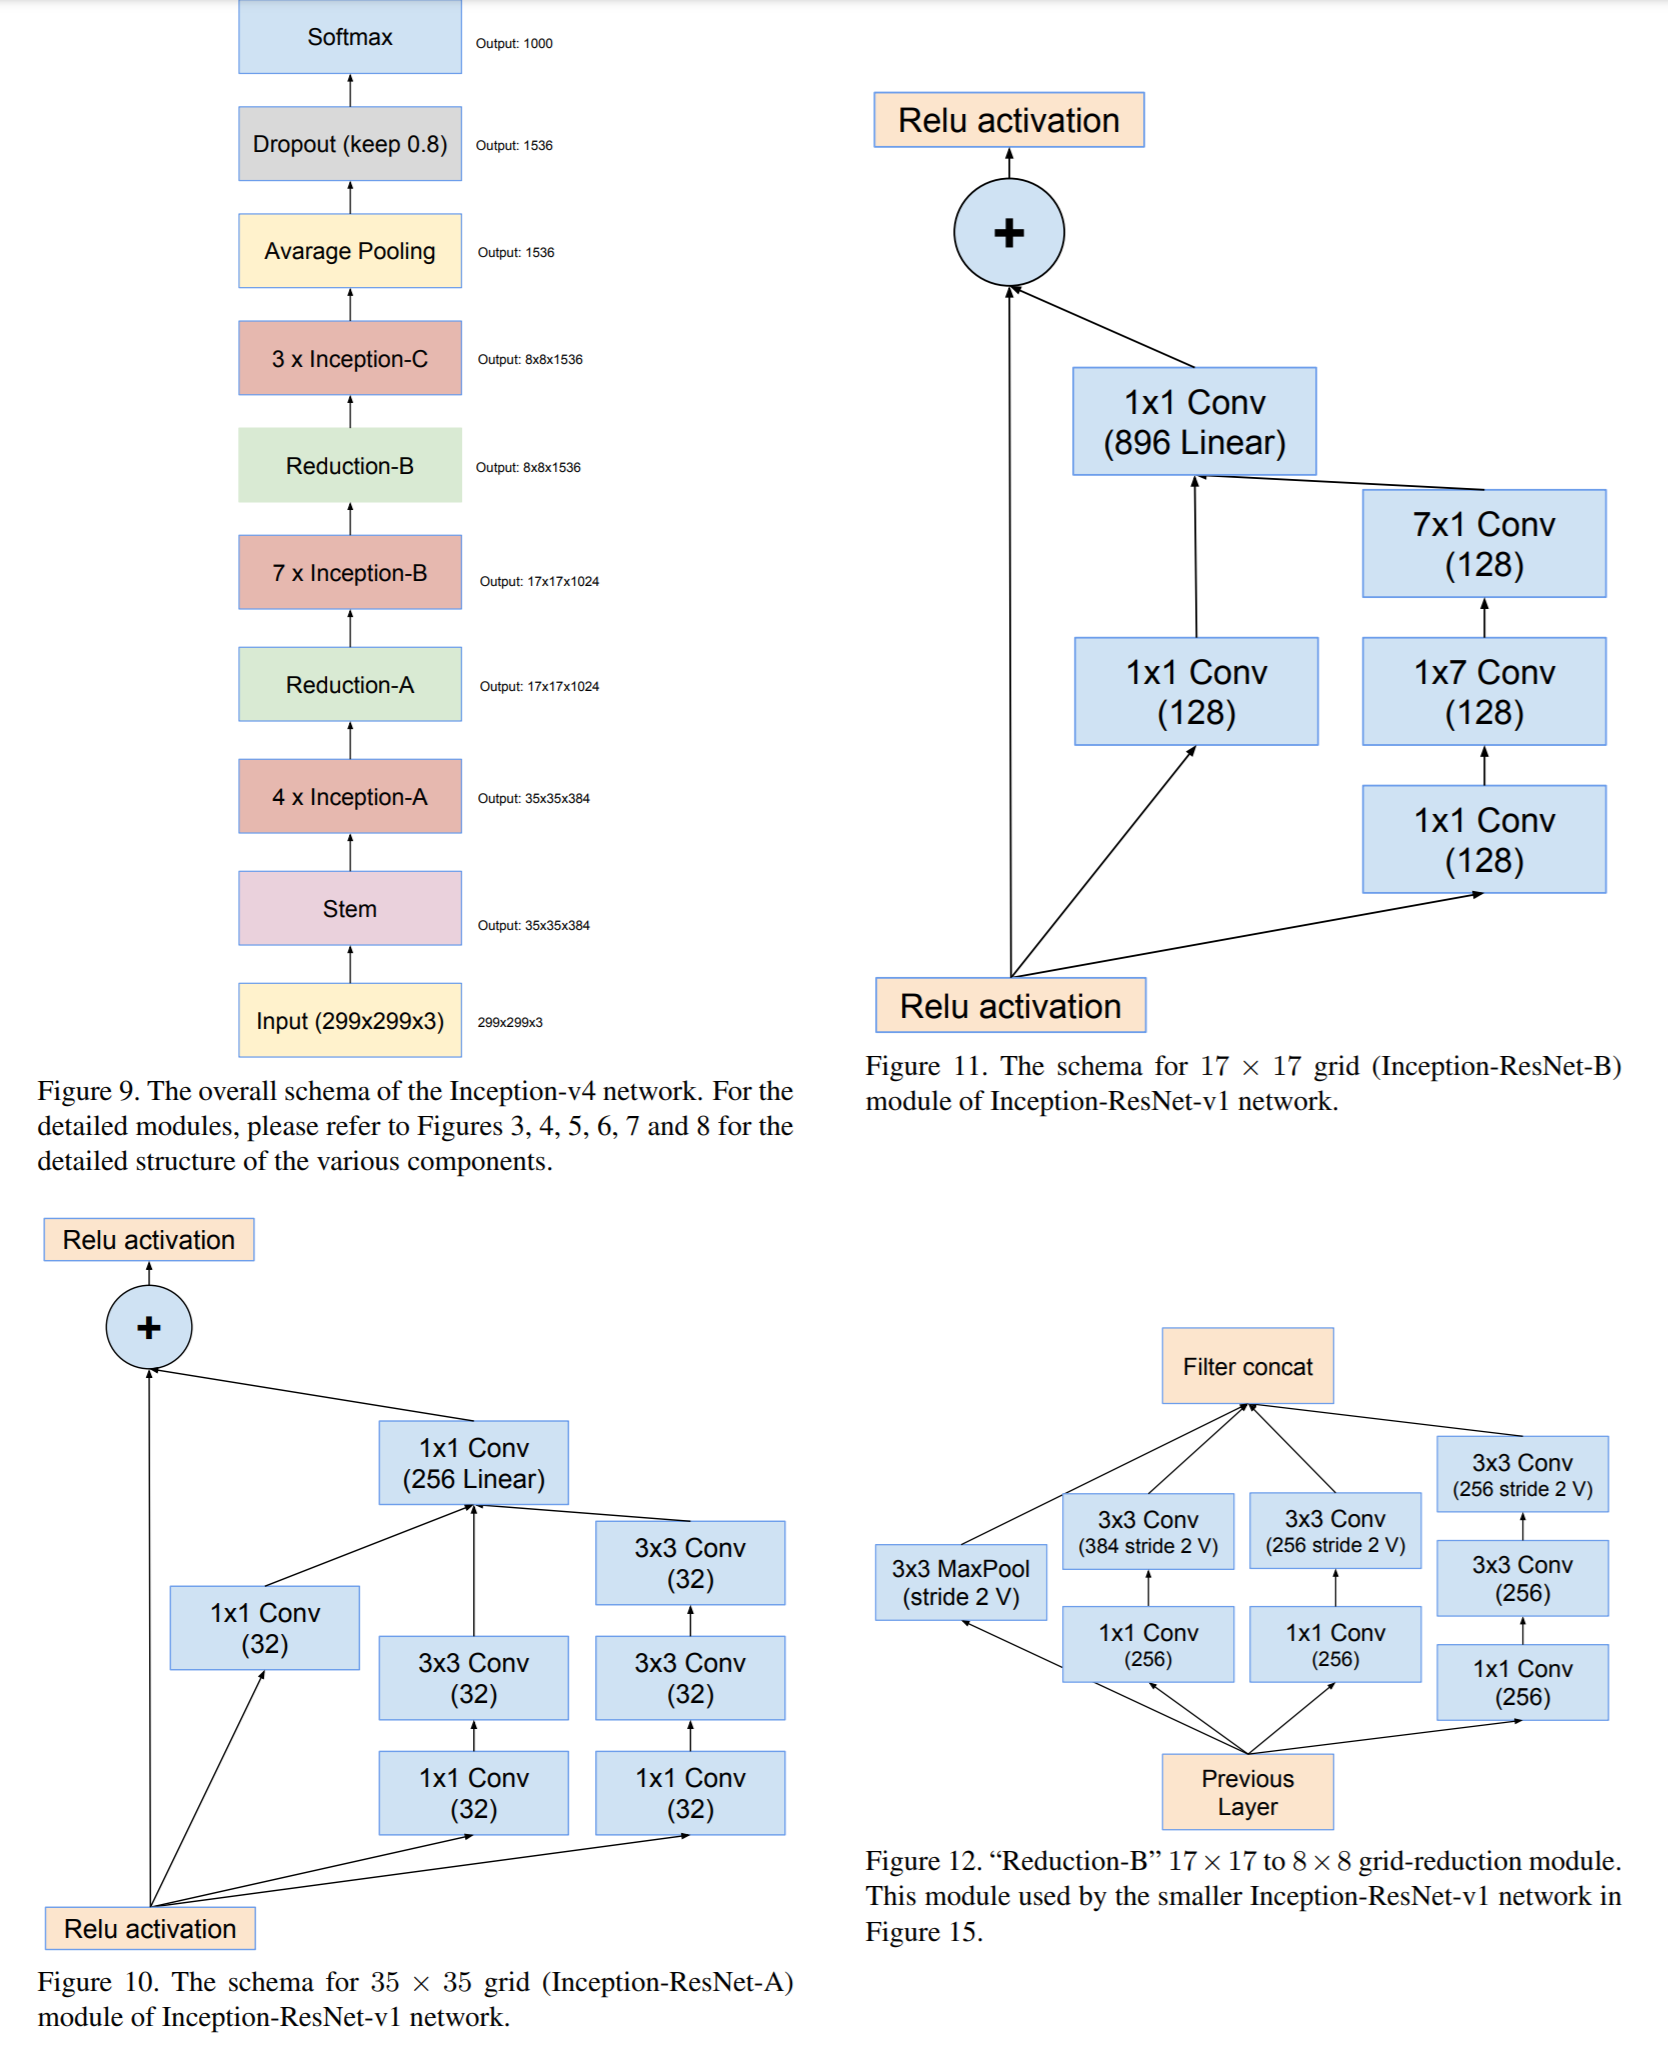 Softmax
Output: 1000
Dropout (keep 0.8)
Output: 1536
Avarage Pooling
Output: 1536
3 x Inception-C
Output: 8x8x1536
Reduction-B
Output: 8x8x1536
7 x Inception-B
Output: 17x17x1024
Reduction-A
Output: 17x17x1024
4 x Inception-A
Output: 35x35x384
Stem
Output: 35x35x384
Input (299x299x3)
299x299x3
Figure 9. The overall schema of the Inception-v4 network. For the
detailed modules, please refer to Figures 3, 4, 5, 6, 7 and 8 for the
detailed structure of the various components.
Relu activation
+
1x1 Conv
(256 Linear)
3x3 Conv
(32)
1x1 Conv
(32)
3x3 Conv
(32)
3x3 Conv
(32)
1x1 Conv
(32)
1x1 Conv
(32)
Relu activation
Figure 10. The schema for 35 × 35 grid (Inception-ResNet-A)
module of Inception-ResNet-v1 network.
Relu activation
+
1x1 Conv
(896 Linear)
7x1 Conv
(128)
1x1 Conv
(128)
1x7 Conv
(128)
1x1 Conv
(128)
Relu activation
Figure 11. The schema for 17 × 17 grid (Inception-ResNet-B)
module of Inception-ResNet-v1 network.
Filter concat
3x3 Conv
(256 stride 2 V)
3x3 Conv
(384 stride 2 V)
3x3 Conv
(256 stride 2 V)
3x3 MaxPool
(stride 2 V)
3x3 Conv
(256)
1x1 Conv
(256)
1x1 Conv
(256)
1x1 Conv
(256)
Previous
Layer
Figure 12. “Reduction-B” 17 × 17 to 8 × 8 grid-reduction module.
This module used by the smaller Inception-ResNet-v1 network in
Figure 15.